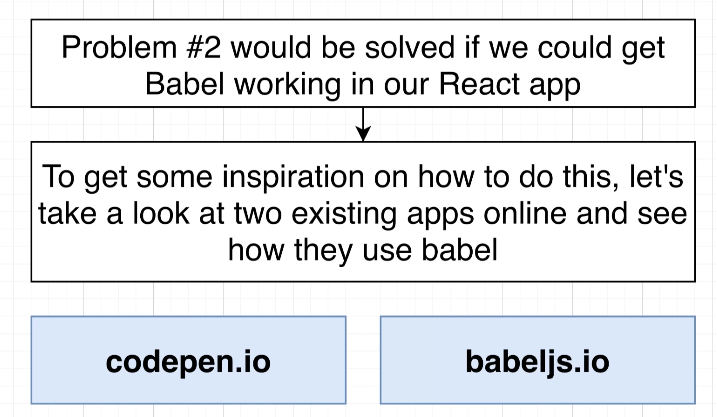 Problem #2 would be solved if we could get
Babel working in our React app
To get some inspiration on how to do this, let's
take a look at two existing apps online and see
how they use babel
codepen.io
babeljs.io